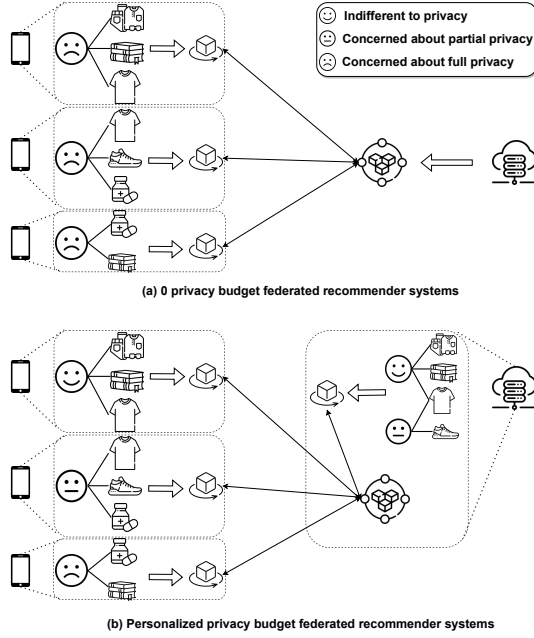 Indifferent to privacy
Concerned about partial privacy
Concerned about full privacy
(a) 0 privacy budget federated recommender systems
(b) Personalized privacy budget federated recommender systems